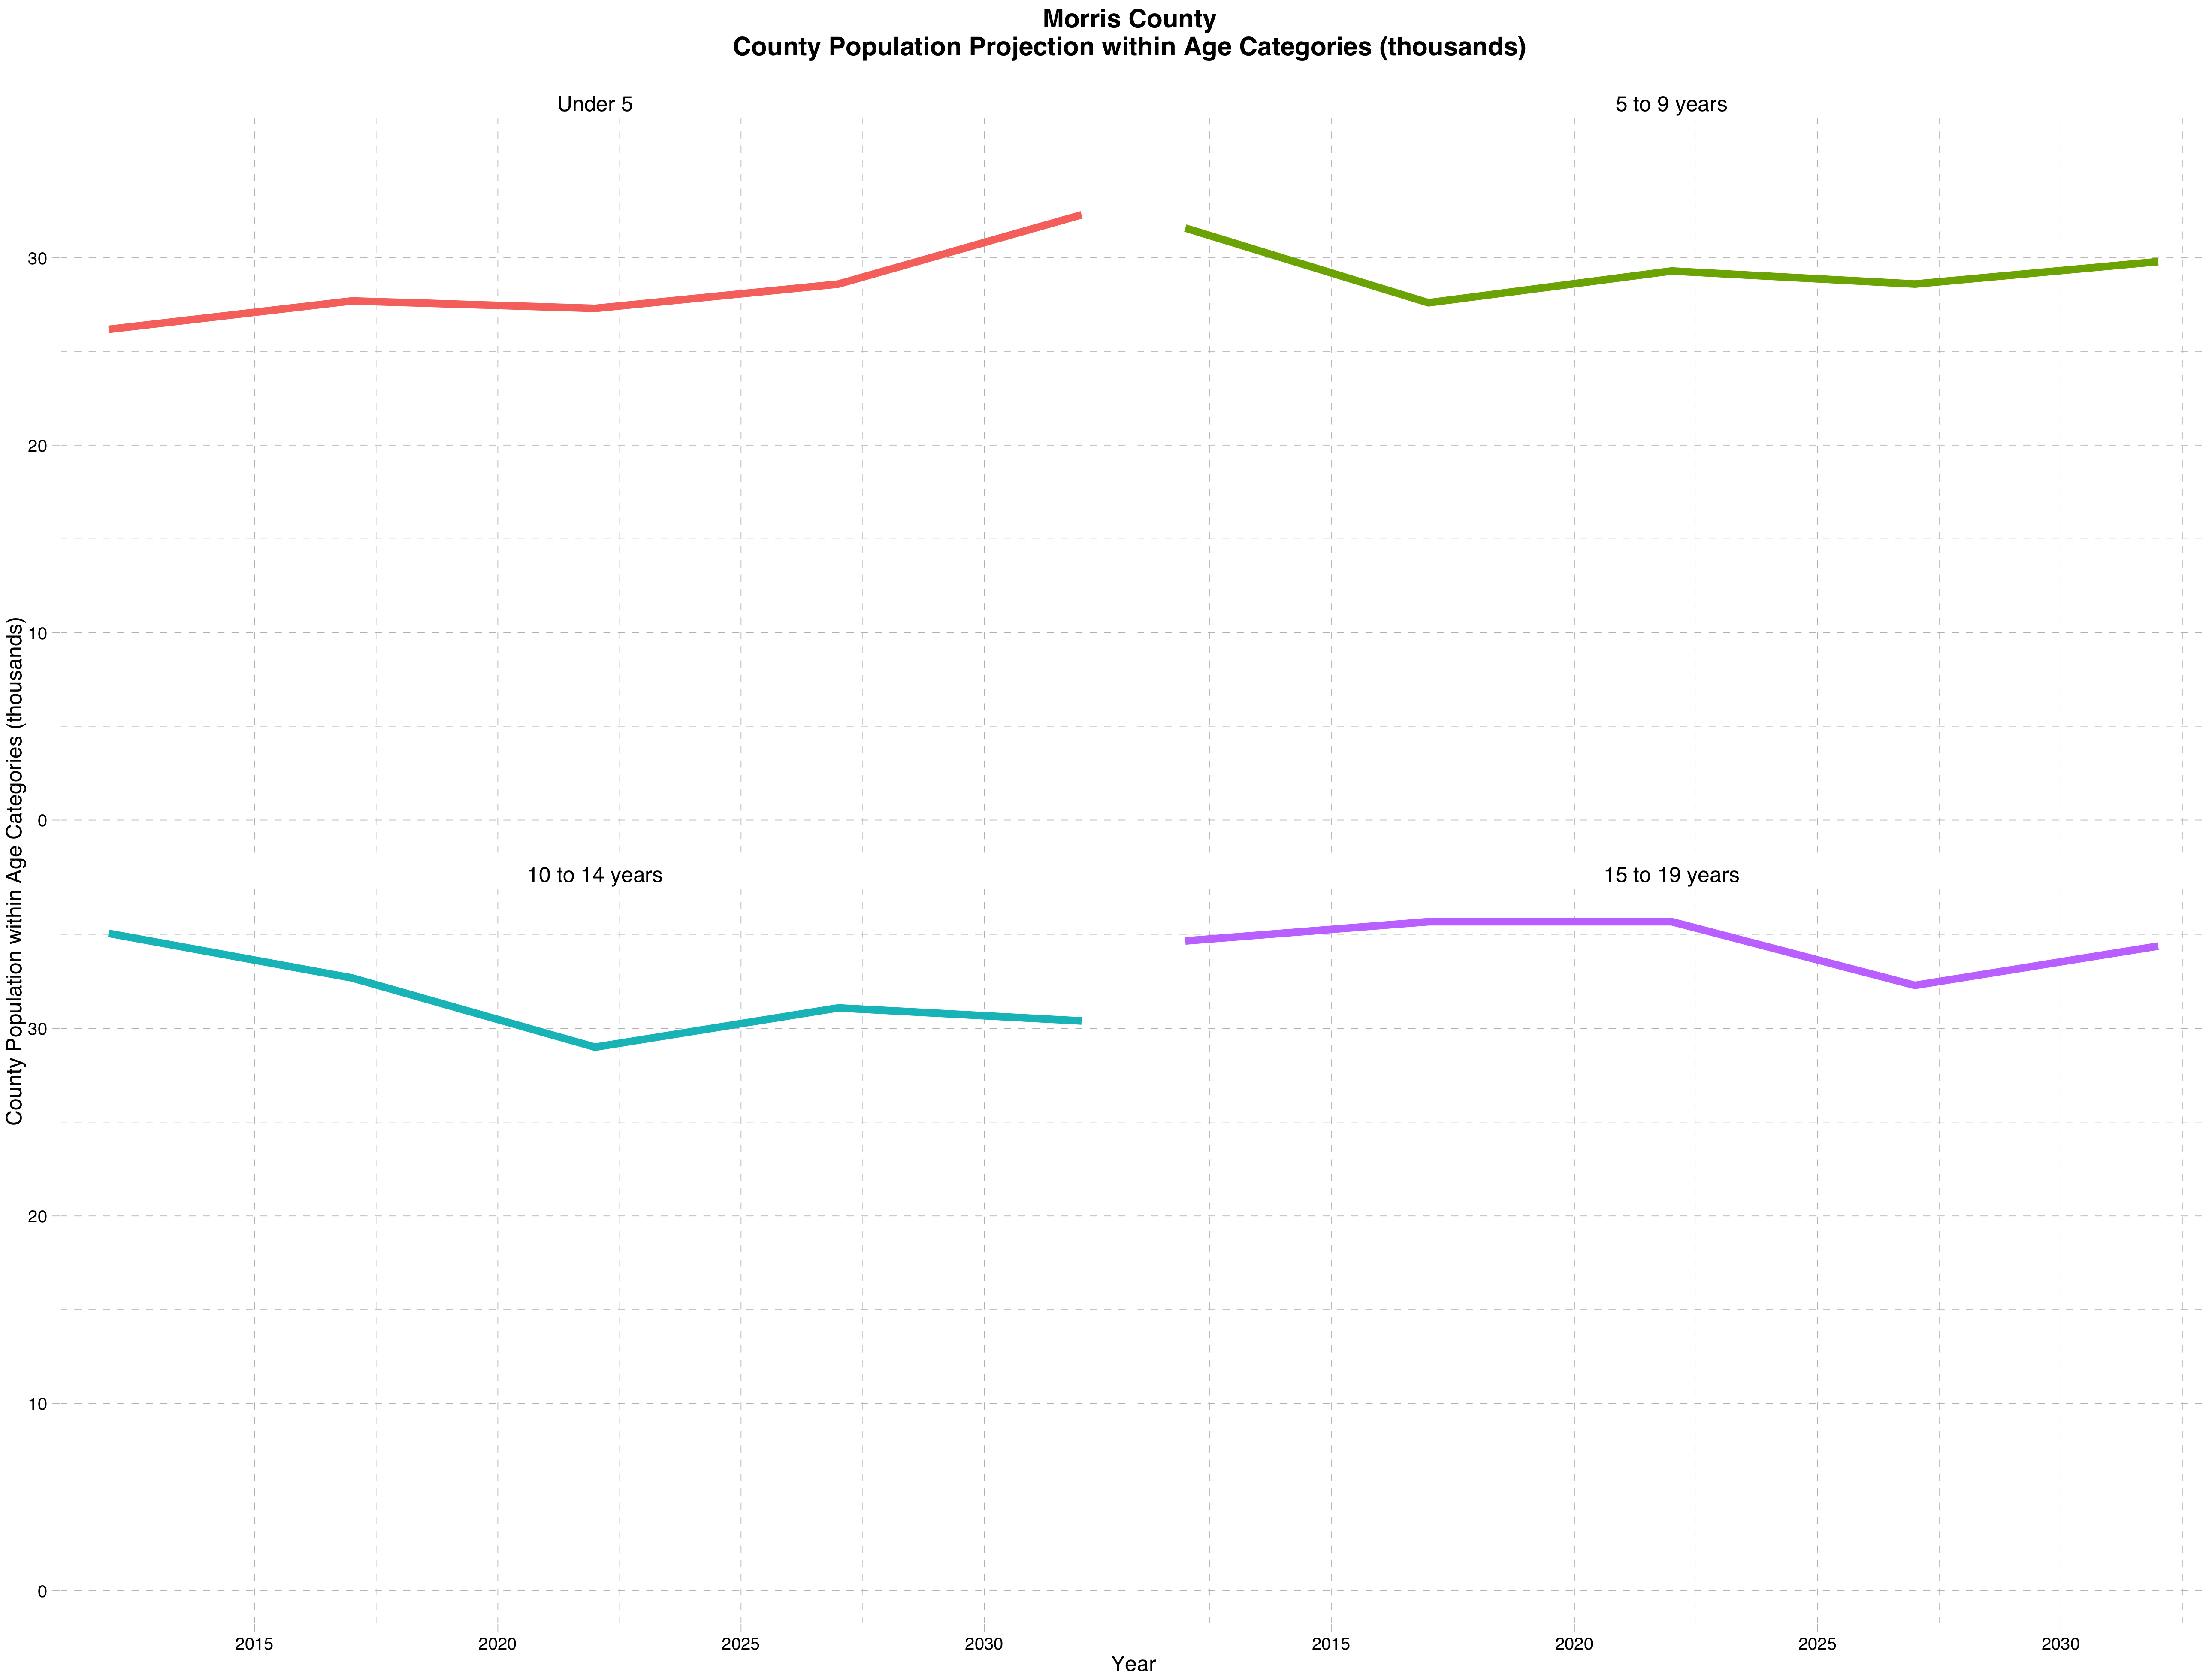 Morris County
County Population Projection within Age Categories (thousands)
Under 5
5 to 9 years
30
20
10
0
10 to 14 years
15 to 19 years
30
20
10
0
County Population within Age Categories (thousands)
2015
2020
2025
2030
2015
2020
2025
2030
Year